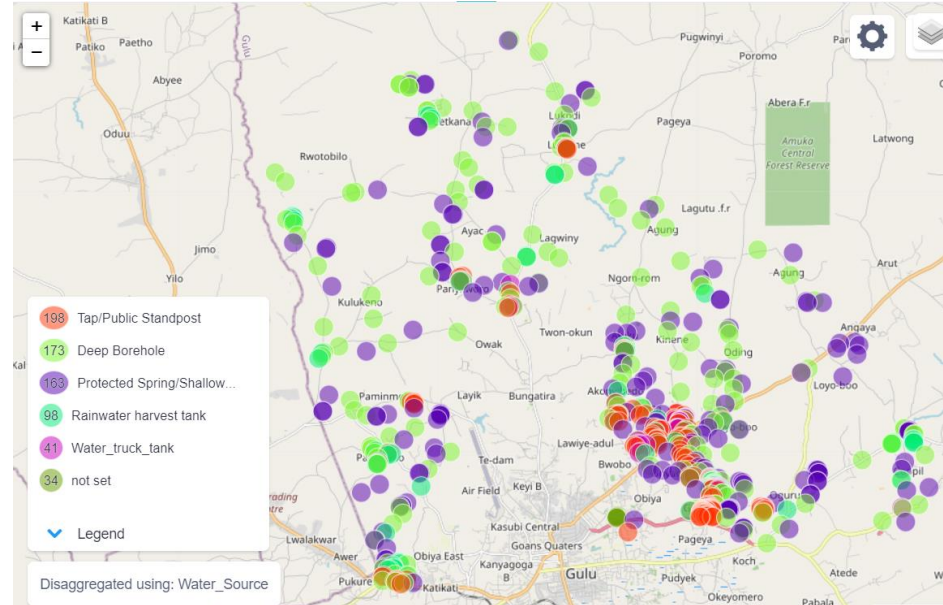 +
−
Katikati B
Patiko
Paetho
Gulu
Pugwinyi
Poromo
Abyee
Oduu
Rwotobilo
Pageya
Abera F.r
Amuka
Central
Forest Reserve
Latwong
Lagutu .f.r
Agung
Ayac
Lagwiny
Jimo
Yilo
Ngom-rom
Agung
Arut
Kulukeno
Owak
Twon-okun
Kinene
Oding
Angaya
Loyo-boo
Layik
Bungatira
Lawiye-adul
Te-dam
Bwobo
Air Field
Keyi B
Obiya
Kasubi Central
Lwalakwar
Goans Quaters
Pageya
Awer
Obiya East
Kanyagoga
B
Koch
Pukure
Katikati
Gulu
Pudyek
Atede
Okeyomero
Pabala
198 Tap/Public Standpost
173 Deep Borehole
163 Protected Spring/Shallow...
98 Rainwater harvest tank
41 Water_truck_tank
34 not set
Legend
Disaggregated using: Water_Source